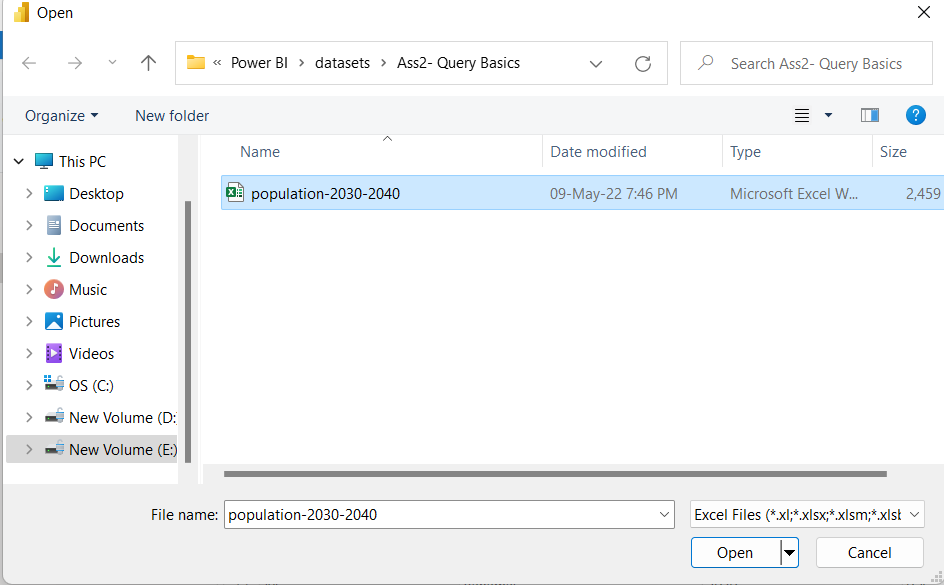 Open
« Power BI > datasets > Ass2- Query Basics
Search Ass2- Query Basics
Organize
New folder
?
Name
Date modified
Type
Size
This PC
Desktop
Documents
Downloads
Music
Pictures
Videos
OS (C:)
New Volume (D:
New Volume (E:)
population-2030-2040
09-May-22 7:46 PM
Microsoft Excel W...
2,459
File name:
population-2030-2040
Excel Files (*.xl;*.xlsx;*.xlsm;*.xlsb
Open
Cancel